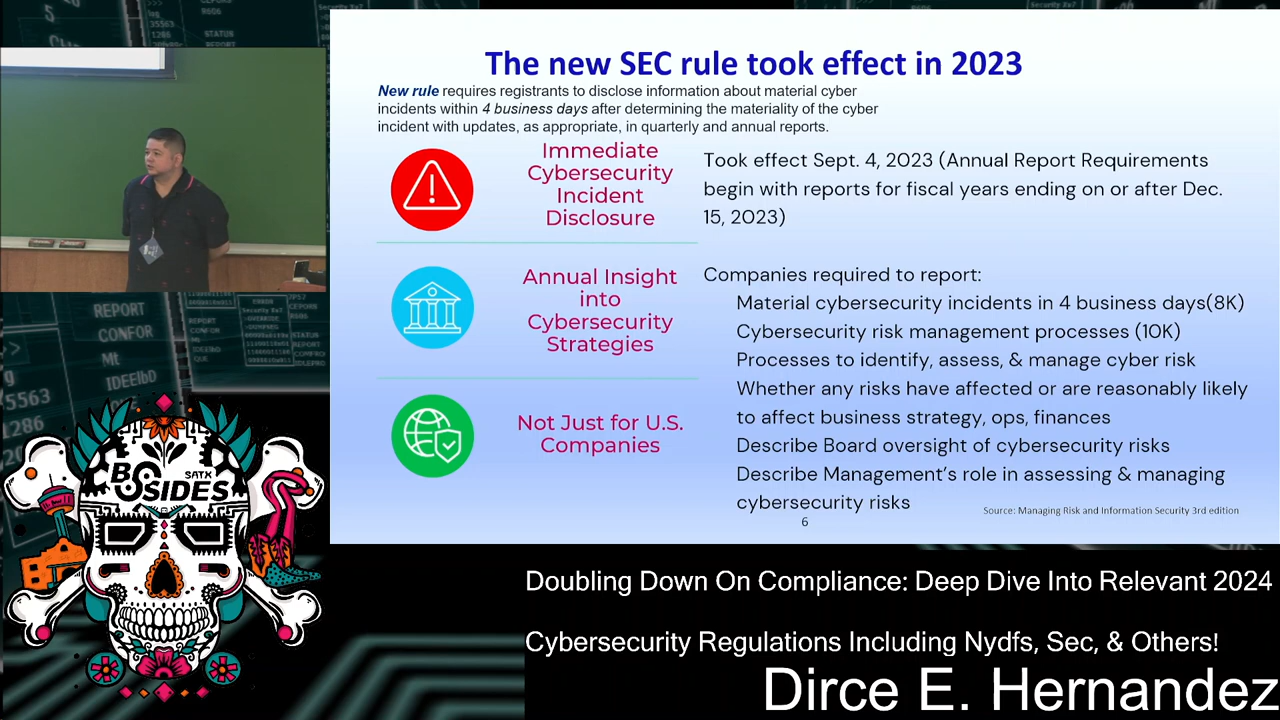 The new SEC rule took effect in 2023
New rule requires registrants to disclose information about material cyber
incidents within 4 business days after determining the materiality of the cyber
incident with updates, as appropriate, in quarterly and annual reports.
Immediate
Cybersecurity
Incident
Disclosure
Took effect Sept. 4, 2023 (Annual Report Requirements
begin with reports for fiscal years ending on or after Dec.
15, 2023)
Annual Insight
into
Cybersecurity
Strategies
Companies required to report:
Material cybersecurity incidents in 4 business days(8K)
Cybersecurity risk management processes (10K)
Processes to identify, assess, & manage cyber risk
Whether any risks have affected or are reasonably likely
to affect business strategy, ops, finances
Describe Board oversight of cybersecurity risks
Describe Management’s role in assessing & managing
cybersecurity risks
Not Just for U.S.
Companies
Source: Managing Risk and Information Security 3rd edition
6
REPORT
CONFOR
Mt
IDEEIbD
5563
1286
BSIDES
SATX
Doubling Down On Compliance: Deep Dive Into Relevant 2024
Cybersecurity Regulations Including Nydfs, Sec, & Others!
Dirce E. Hernandez